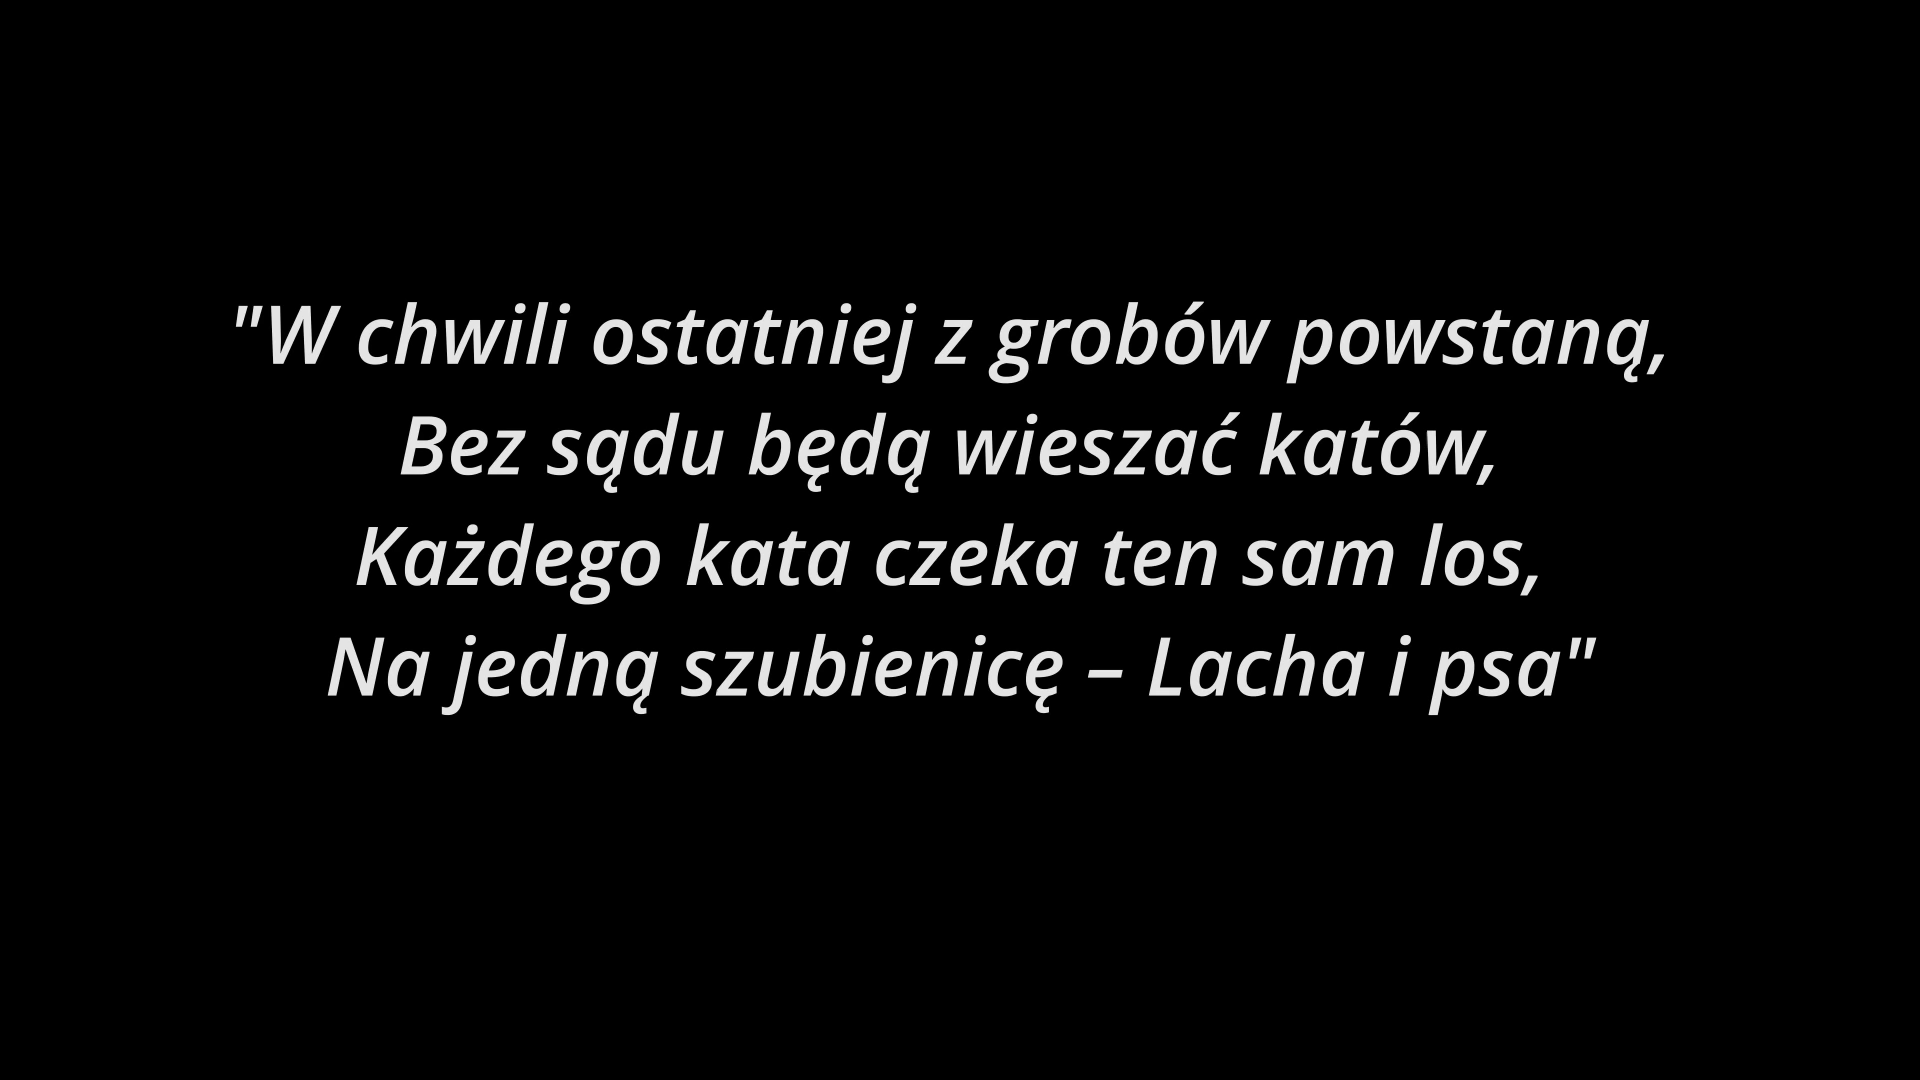 "W chwili ostatniej z grobów powstaną,
Bez sądu będą wieszać katów,
Każdego kata czeka ten sam los,
Na jedną szubienicę – Lacha i psa"